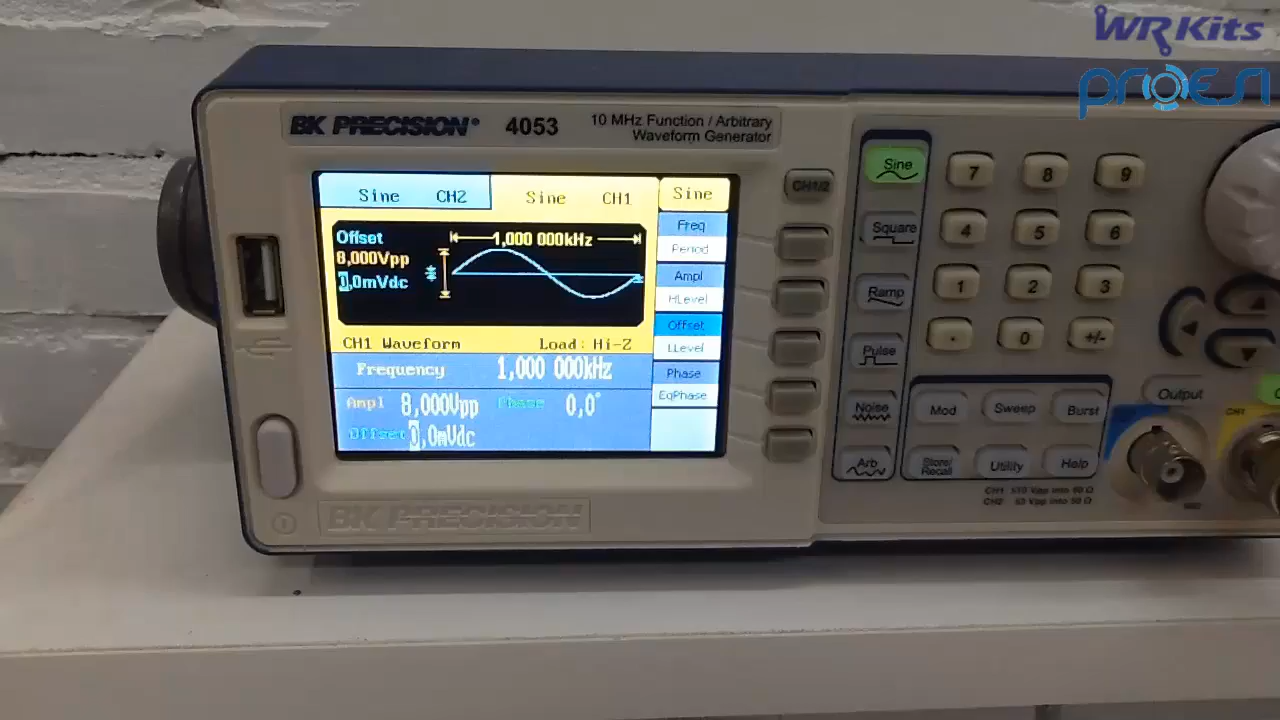 WR Kits
PROESI
BK PRECISION® 4053
10 MHz Function / Arbitrary
Waveform Generator
Sine CH2
Sine CH1
Sine
Offset
8,000Vpp
0,0mVdc
1,000 000kHz
CH1 Waveform
Load: Hi-Z
Frequency 1,000 000kHz
Ampl 8,000Vpp Phase 0,0°
Offset 0,0mVdc
Freq
Period
Ampl
HLevel
Offset
LLevel
Phase
EqPhase
CH1/2
Sine
Square
Ramp
Pulse
Noise
Arb
7 8 9
4 5 6
1 2 3
. 0 +/-
Mod Sweep Burst
Store/
Recall
Utility Help
Output
CH1
BK PRECISION